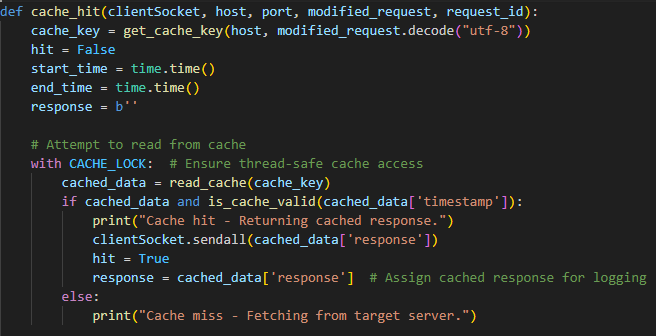 def cache_hit(clientSocket, host, port, modified_request, request_id):
    cache_key = get_cache_key(host, modified_request.decode("utf-8"))
    hit = False
    start_time = time.time()
    end_time = time.time()
    response = b''

    # Attempt to read from cache
    with CACHE_LOCK:  # Ensure thread-safe cache access
        cached_data = read_cache(cache_key)
        if cached_data and is_cache_valid(cached_data['timestamp']):
            print("Cache hit - Returning cached response.")
            clientSocket.sendall(cached_data['response'])
            hit = True
            response = cached_data['response']  # Assign cached response for logging
        else:
            print("Cache miss - Fetching from target server.")